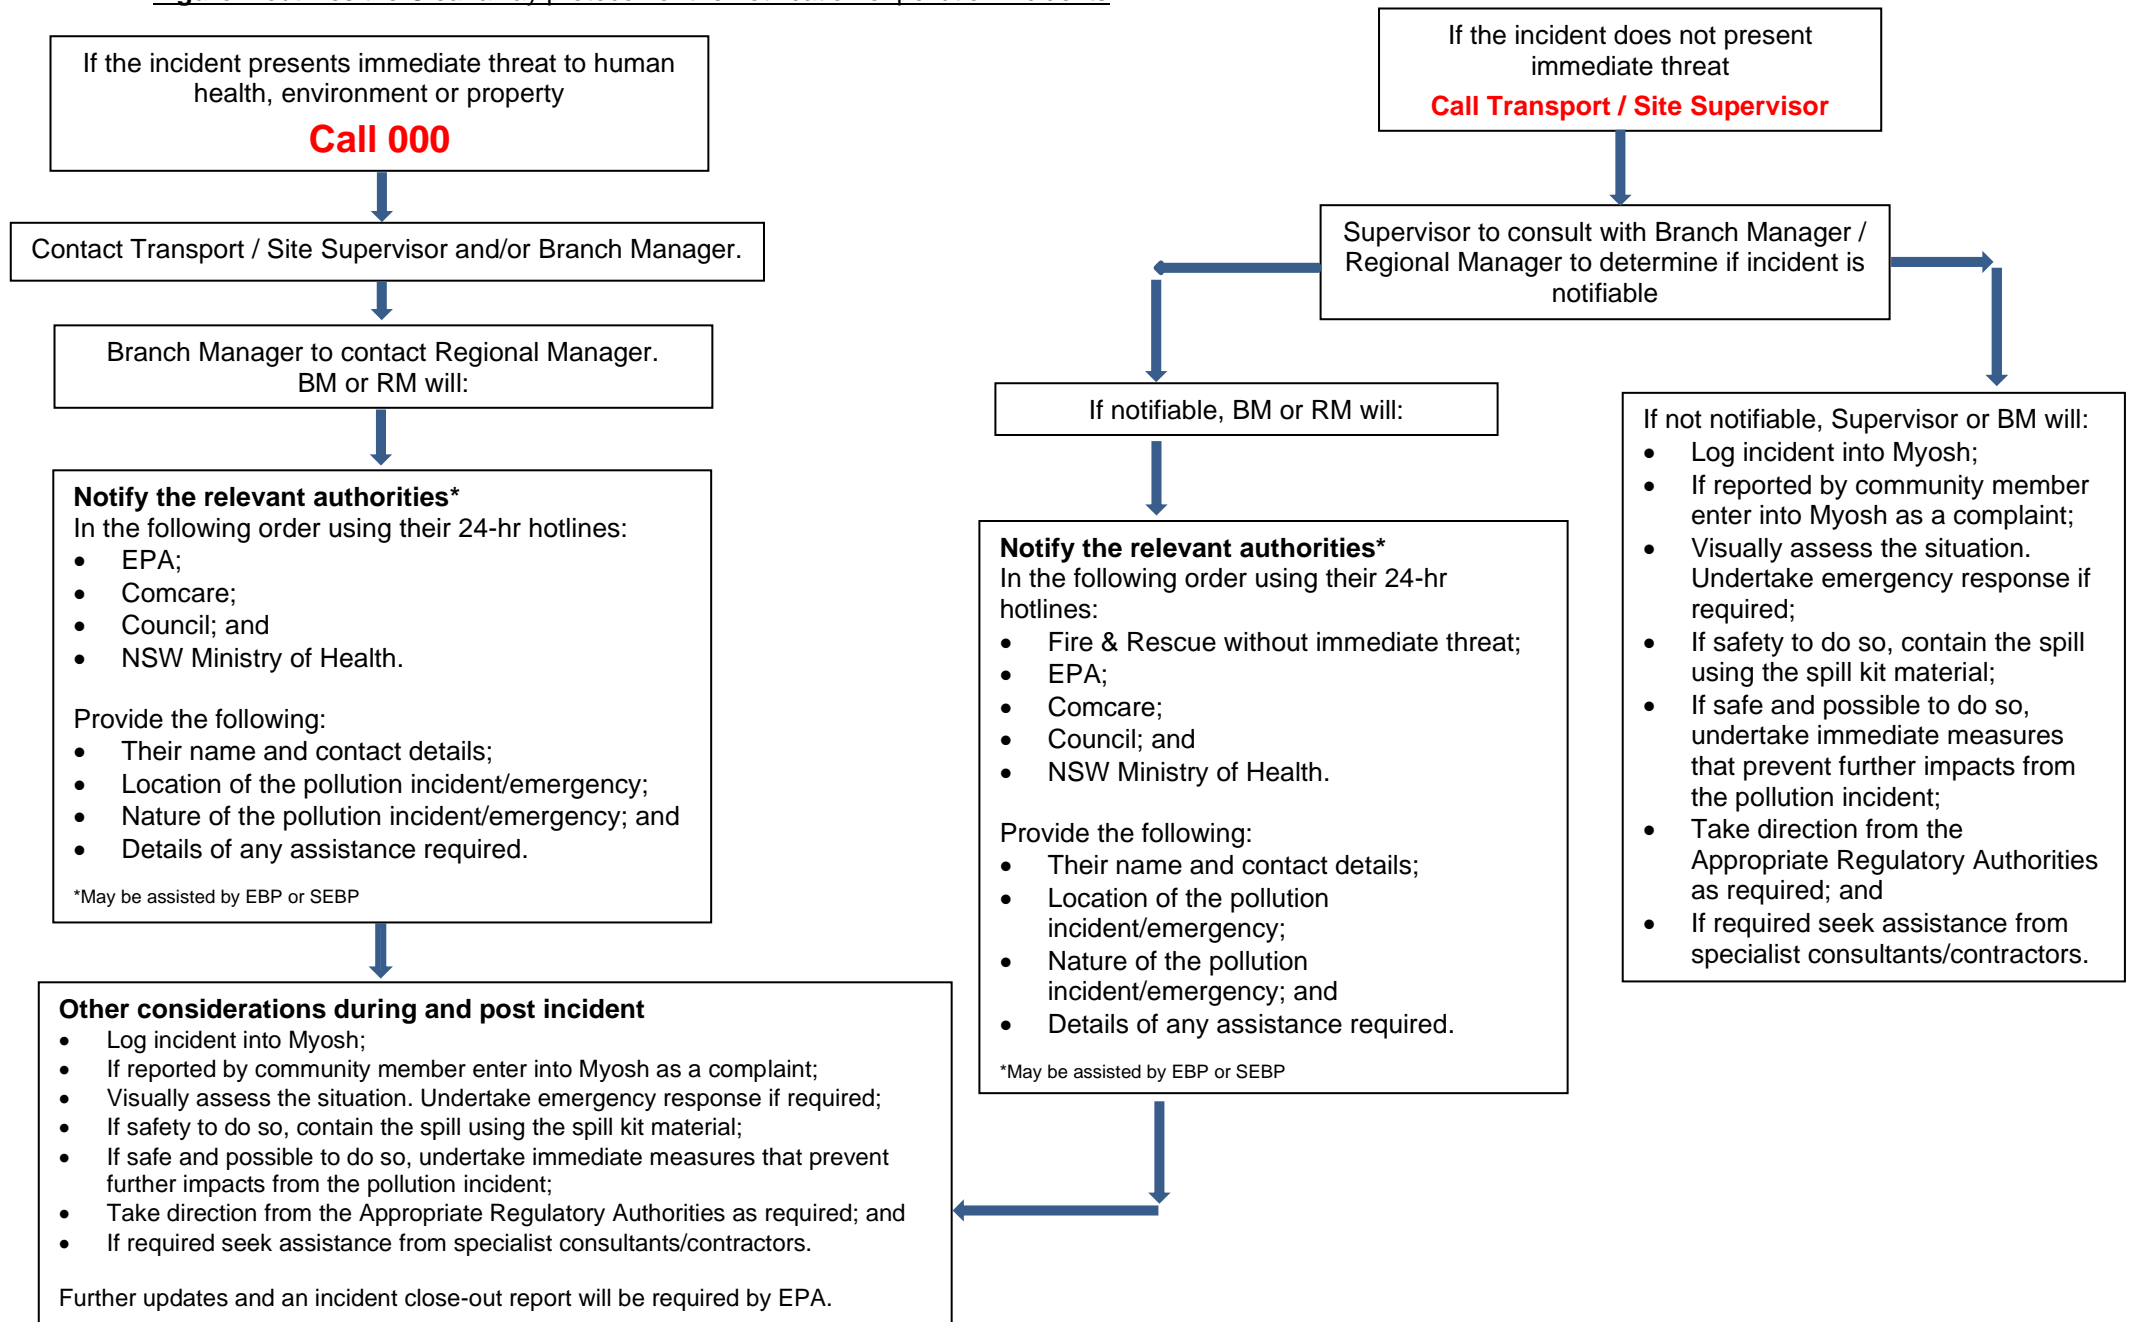 If the incident presents immediate threat to human
health, environment or property
Call 000
Contact Transport / Site Supervisor and/or Branch Manager.
Branch Manager to contact Regional Manager.
BM or RM will:
Notify the relevant authorities*
In the following order using their 24-hr hotlines:
• EPA;
• Comcare;
• Council; and
• NSW Ministry of Health.
Provide the following:
• Their name and contact details;
• Location of the pollution incident/emergency;
• Nature of the pollution incident/emergency; and
• Details of any assistance required.
*May be assisted by EBP or SEBP
Other considerations during and post incident
• Log incident into Myosh;
• If reported by community member enter into Myosh as a complaint;
• Visually assess the situation. Undertake emergency response if required;
• If safety to do so, contain the spill using the spill kit material;
• If safe and possible to do so, undertake immediate measures that prevent
further impacts from the pollution incident;
• Take direction from the Appropriate Regulatory Authorities as required; and
• If required seek assistance from specialist consultants/contractors.
Further updates and an incident close-out report will be required by EPA.
If the incident does not present
immediate threat
Call Transport / Site Supervisor
Supervisor to consult with Branch Manager /
Regional Manager to determine if incident is
notifiable
If notifiable, BM or RM will:
Notify the relevant authorities*
In the following order using their 24-hr
hotlines:
• Fire & Rescue without immediate threat;
• EPA;
• Comcare;
• Council; and
• NSW Ministry of Health.
Provide the following:
• Their name and contact details;
• Location of the pollution
incident/emergency;
• Nature of the pollution
incident/emergency; and
• Details of any assistance required.
*May be assisted by EBP or SEBP
If not notifiable, Supervisor or BM will:
• Log incident into Myosh;
• If reported by community member
enter into Myosh as a complaint;
• Visually assess the situation.
Undertake emergency response if
required;
• If safety to do so, contain the spill
using the spill kit material;
• If safe and possible to do so,
undertake immediate measures
that prevent further impacts from
the pollution incident;
• Take direction from the
Appropriate Regulatory Authorities
as required; and
• If required seek assistance from
specialist consultants/contractors.